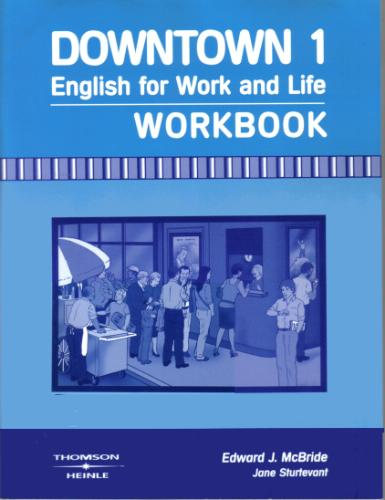 DOWNTOWN 1
English for Work and Life
WORKBOOK
THOMSON
HEINLE
Edward J. McBride
Jane Sturtevant